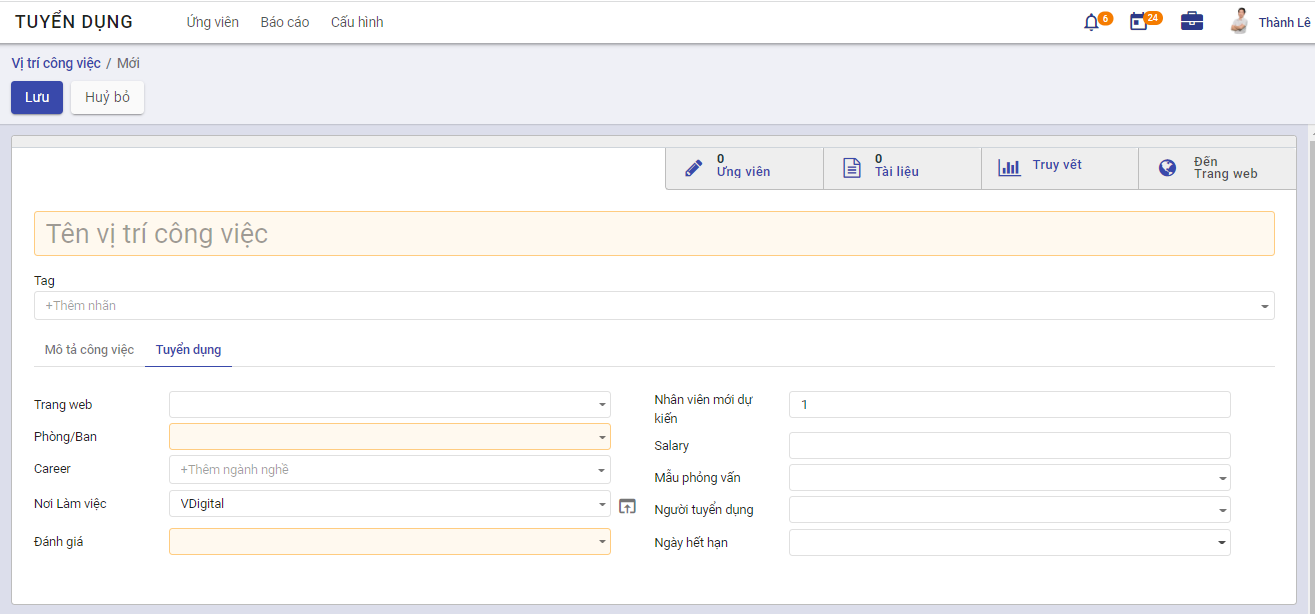 TUYỂN DỤNG Ứng viên Báo cáo Cấu hình 6 24 Thành Lê
Vị trí công việc / Mới
Lưu Huỷ bỏ
0
Ứng viên
0
Tài liệu
Truy vết
Đến
Trang web
Tên vị trí công việc
Tag
+Thêm nhãn
Mô tả công việc Tuyển dụng
Trang web
Phòng/Ban
Career +Thêm ngành nghề
Nơi Làm việc VDigital
Đánh giá
Nhân viên mới dự
kiến
1
Salary
Mẫu phỏng vấn
Người tuyển dụng
Ngày hết hạn